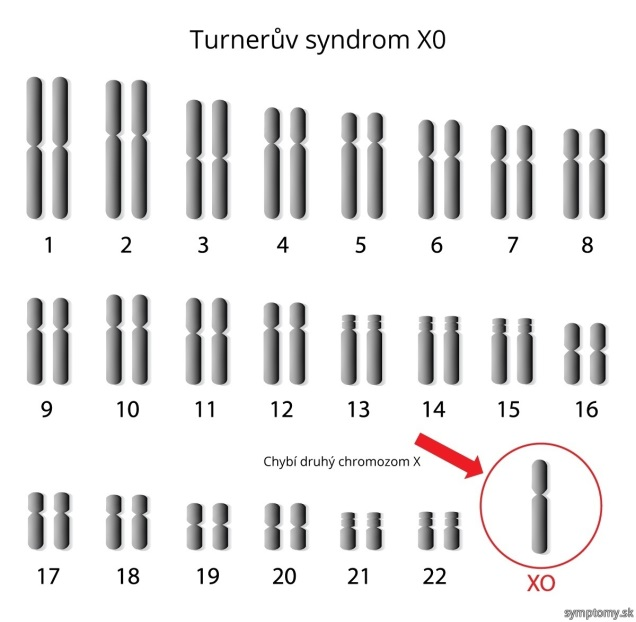 Turnerův syndrom X0
1 2 3 4 5 6 7 8
9 10 11 12 13 14 15 16
Chybí druhý chromozom X
17 18 19 20 21 22 XO
symptomy.sk